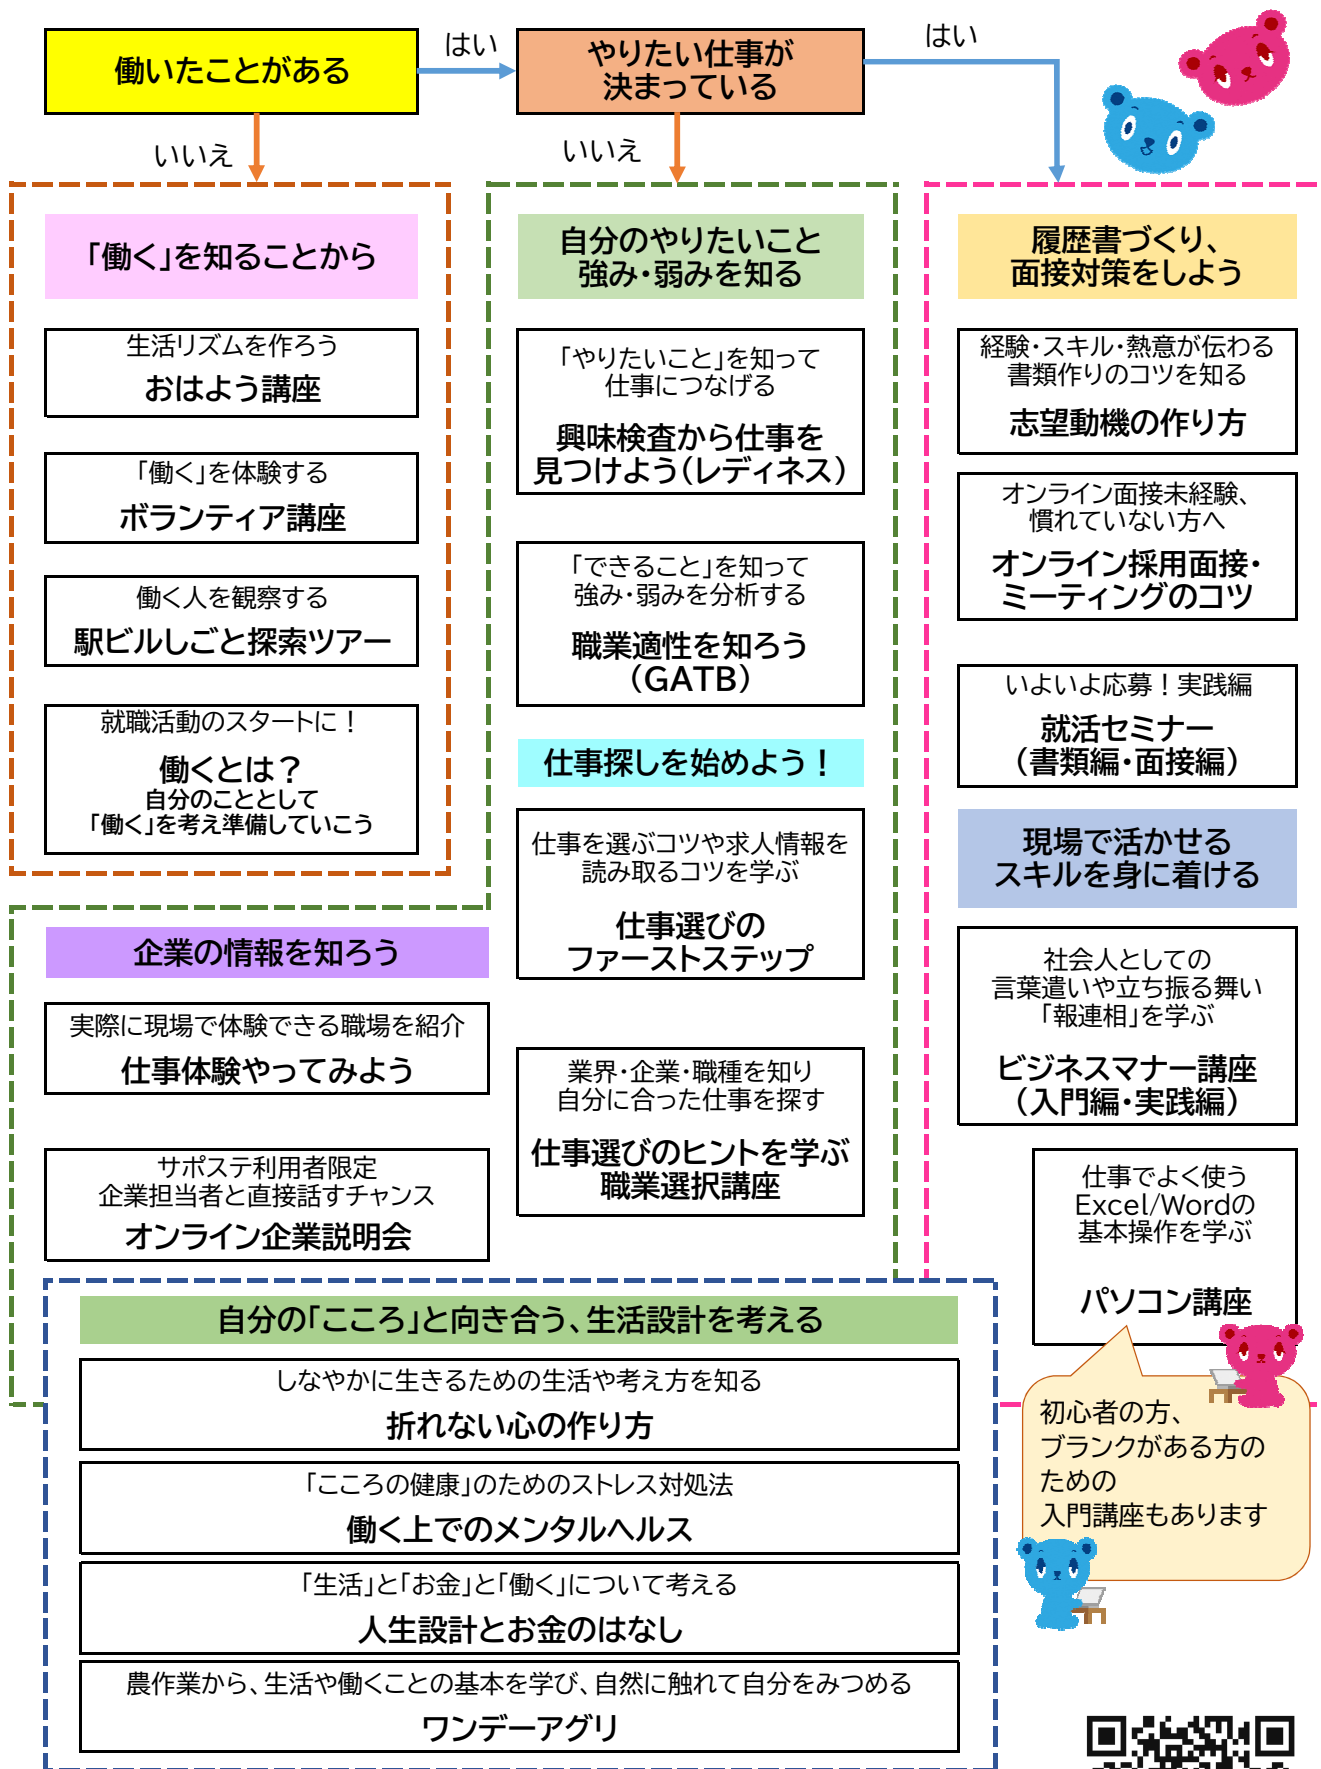 働いたことがある
はい
やりたい仕事が
決まっている
はい
いいえ
いいえ
「働く」を知ることから
生活リズムを作ろう
おはよう講座
「働く」を体験する
ボランティア講座
働く人を観察する
駅ビルしごと探索ツアー
就職活動のスタートに！
働くとは？
自分のこととして
「働く」を考え準備していこう
自分のやりたいこと
強み・弱みを知る
「やりたいこと」を知って
仕事につなげる
興味検査から仕事を
見つけよう（レディネス）
「できること」を知って
強み・弱みを分析する
職業適性を知ろう
（GATB）
仕事探しを始めよう！
仕事を選ぶコツや求人情報を
読み取るコツを学ぶ
仕事選びの
ファーストステップ
業界・企業・職種を知り
自分に合った仕事を探す
仕事選びのヒントを学ぶ
職業選択講座
企業の情報を知ろう
実際に現場で体験できる職場を紹介
仕事体験やってみよう
サポステ利用者限定
企業担当者と直接話すチャンス
オンライン企業説明会
履歴書づくり、
面接対策をしよう
経験・スキル・熱意が伝わる
書類作りのコツを知る
志望動機の作り方
オンライン面接未経験、
慣れていない方へ
オンライン採用面接・
ミーティングのコツ
いよいよ応募！実践編
就活セミナー
（書類編・面接編）
現場で活かせる
スキルを身に着ける
社会人としての
言葉遣いや立ち振る舞い
「報連相」を学ぶ
ビジネスマナー講座
（入門編・実践編）
仕事でよく使う
Excel/Wordの
基本操作を学ぶ
パソコン講座
初心者の方、
ブランクがある方の
ための
入門講座もあります
自分の「こころ」と向き合う、生活設計を考える
しなやかに生きるための生活や考え方を知る
折れない心の作り方
「こころの健康」のためのストレス対処法
働く上でのメンタルヘルス
「生活」と「お金」と「働く」について考える
人生設計とお金のはなし
農作業から、生活や働くことの基本を学び、自然に触れて自分をみつめる
ワンデーアグリ